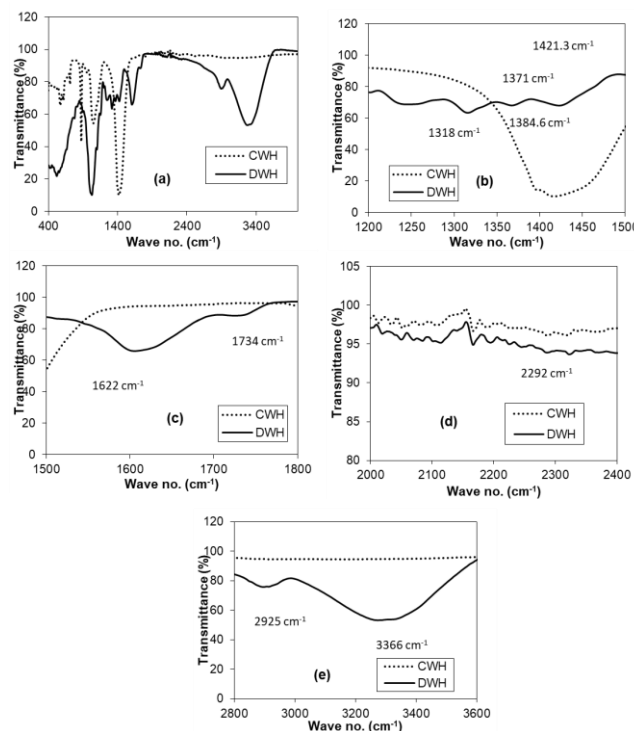 120
100
80
60
40
20
0
Transmittance (%)
400 1400 2400 3400
Wave no. (cm-1)
(a)
CWH
DWH
120
100
80
60
40
20
0
Transmittance (%)
1421.3 cm-1
1371 cm-1
1318 cm-1
1384.6 cm-1
(b)
CWH
DWH
1200 1250 1300 1350 1400 1450 1500
Wave no. (cm-1)
120
100
80
60
40
20
0
Transmittance (%)
1734 cm-1
1622 cm-1
(c)
CWH
DWH
1500 1600 1700 1800
Wave no. (cm-1)
105
100
95
90
85
80
Transmittance (%)
2292 cm-1
(d)
CWH
DWH
2000 2100 2200 2300 2400
Wave no. (cm-1)
120
100
80
60
40
20
0
Transmittance (%)
2925 cm-1
3366 cm-1
(e)
CWH
DWH
2800 3000 3200 3400 3600
Wave no. (cm-1)